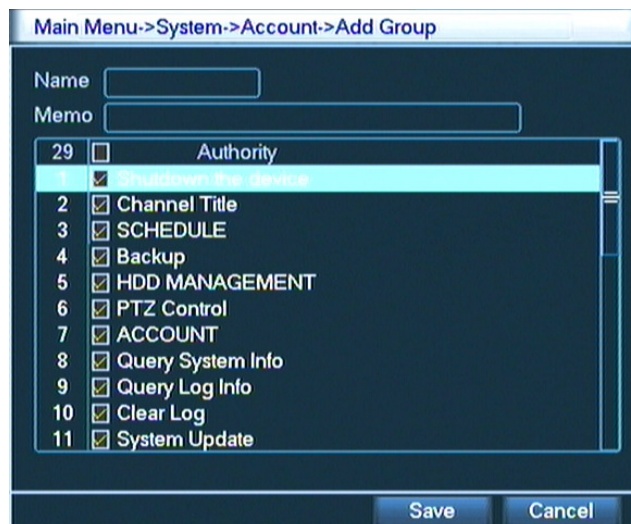 Main Menu->System->Account->Add Group
Name
Memo
29 Authority
1 Shutdown the device
2 Channel Title
3 SCHEDULE
4 Backup
5 HDD MANAGEMENT
6 PTZ Control
7 ACCOUNT
8 Query System Info
9 Query Log Info
10 Clear Log
11 System Update
Save Cancel